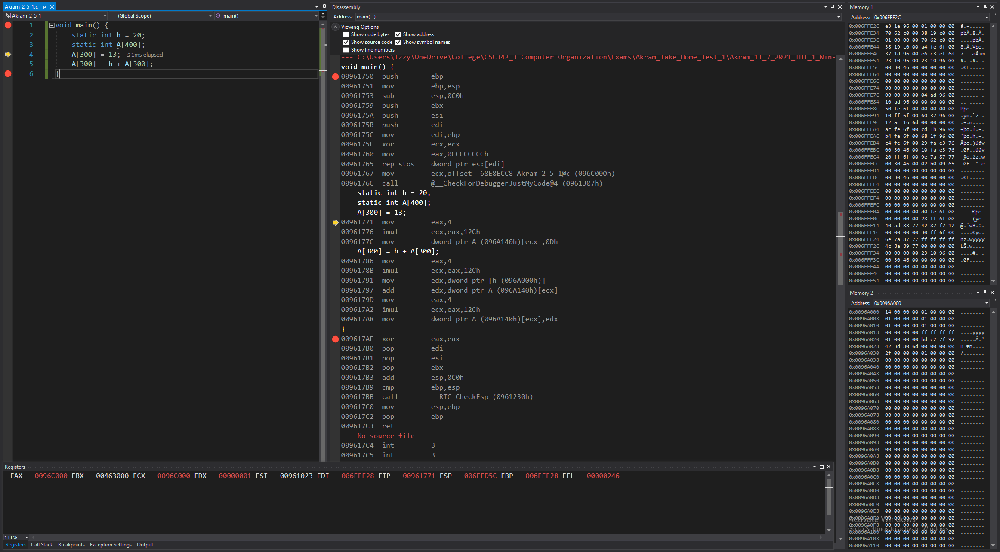 Akram_2-5_1.c
Akram_2-5_1 (Global Scope) main()
1 void main() {
2 static int h = 20;
3 static int A[400];
4 A[300] = 13; ≤ 1ms elapsed
5 A[300] = h + A[300];
6 }
Disassembly
Address: main(...)
Viewing Options
Show code bytes Show address
Show source code Show symbol names
Show line numbers
--- C:\Users\Izzy\OneDrive\College\CSC342_3 Computer Organization\Exams\Akram_Take_Home_Test_1\Akram_11_7_2021_THT_1_Win-
void main() {
00961750 push ebp
00961751 mov ebp,esp
00961753 sub esp,0C0h
00961759 push ebx
0096175A push esi
0096175B push edi
0096175C mov edi,ebp
0096175E xor ecx,ecx
00961760 mov eax,0CCCCCCCCh
00961765 rep stos dword ptr es:[edi]
00961767 mov ecx,offset _68E8ECC8_Akram_2-5_1@c (096C000h)
0096176C call @__CheckForDebuggerJustMyCode@4 (0961307h)
static int h = 20;
static int A[400];
A[300] = 13;
00961771 mov eax,4
00961776 imul ecx,eax,12Ch
0096177C mov dword ptr A (096A140h)[ecx],0Dh
A[300] = h + A[300];
00961786 mov eax,4
0096178B imul ecx,eax,12Ch
00961791 mov edx,dword ptr [h (096A000h)]
00961797 add edx,dword ptr A (096A140h)[ecx]
0096179D mov eax,4
009617A2 imul ecx,eax,12Ch
009617A8 mov dword ptr A (096A140h)[ecx],edx
}
009617AE xor eax,eax
009617B0 pop edi
009617B1 pop esi
009617B2 pop ebx
009617B3 add esp,0C0h
009617B9 cmp ebp,esp
009617BB call __RTC_CheckEsp (0961230h)
009617C0 mov esp,ebp
009617C2 pop ebp
009617C3 ret
--- No source file -------------------------------------------------------------
009617C4 int 3
009617C5 int 3
Registers
EAX = 0096C000 EBX = 00463000 ECX = 0096C000 EDX = 00000001 ESI = 00961023 EDI = 006FFE28 EIP = 00961771 ESP = 006FFD5C EBP = 006FFE28 EFL = 00000246
133 %
Registers Call Stack Breakpoints Exception Settings Output
Memory 1
Address: 0x006FFE2C
0x006FFE2C e3 1e 96 00 01 00 00 00 ã.–.....
0x006FFE34 70 62 c0 00 38 19 c0 00 pbÀ.8.À.
0x006FFE3C 01 00 00 00 70 62 c0 00 ....pbÀ.
0x006FFE44 38 19 c0 00 a4 fe 6f 00 8.À.¤þo.
0x006FFE4C 37 1d 96 00 e6 c3 ef 6d 7.–.æÃïm
0x006FFE54 23 10 96 00 23 10 96 00 #.–.#.–.
0x006FFE5C 00 30 46 00 00 00 00 00 .0F.....
0x006FFE64 00 00 00 00 00 00 00 00 ........
0x006FFE6C 00 00 00 00 00 00 00 00 ........
0x006FFE74 00 00 00 00 00 00 00 00 ........
0x006FFE7C 00 00 00 00 04 ad 96 00 ......–.
0x006FFE84 10 ad 96 00 00 00 00 00 ..–.....
0x006FFE8C 50 fe 6f 00 00 00 00 00 Pþo.....
0x006FFE94 10 ff 6f 00 60 37 96 00 .ÿo.`7–.
0x006FFE9C 12 ac 16 6d 00 00 00 00 .¬.m....
0x006FFEA4 ac fe 6f 00 cd 1b 96 00 ¬þo.Í.–.
0x006FFEAC b4 fe 6f 00 68 1f 96 00 ´þo.h.–.
0x006FFEB4 c4 fe 6f 00 29 fa e3 76 Äþo.)úãv
0x006FFEBC 00 30 46 00 10 fa e3 76 .0F..úãv
0x006FFEC4 20 ff 6f 00 9e 7a 87 77 ÿo.žz.w
0x006FFECC 00 30 46 00 02 b0 09 65 .0F..°.e
0x006FFED4 00 00 00 00 00 00 00 00 ........
0x006FFEDC 00 30 46 00 00 00 00 00 .0F.....
0x006FFEE4 00 00 00 00 00 00 00 00 ........
0x006FFEEC 00 00 00 00 00 00 00 00 ........
0x006FFEF4 00 00 00 00 00 00 00 00 ........
0x006FFEFC 00 00 00 00 00 00 00 00 ........
0x006FFF04 00 00 00 00 d0 fe 6f 00 ....Ðþo.
0x006FFF0C 00 00 00 00 28 ff 6f 00 ....(ÿo.
0x006FFF14 40 ad 88 77 42 87 f7 12 @.ˆwB.÷.
0x006FFF1C 00 00 00 00 30 ff 6f 00 ....0ÿo.
0x006FFF24 6e 7a 87 77 ff ff ff ff nz.wÿÿÿÿ
0x006FFF2C 4c 8a 89 77 00 00 00 00 LŠ.w....
0x006FFF34 00 00 00 00 23 10 96 00 ....#.–.
0x006FFF3C 00 30 46 00 00 00 00 00 .0F.....
0x006FFF44 00 00 00 00 00 00 00 00 ........
0x006FFF4C 00 00 00 00 00 00 00 00 ........
0x006FFF54 00 00 00 00 00 00 00 00 ........
Memory 2
Address: 0x0096A000
0x0096A000 14 00 00 00 01 00 00 00 ........
0x0096A008 01 00 00 00 01 00 00 00 ........
0x0096A010 01 00 00 00 01 00 00 00 ........
0x0096A018 00 00 00 00 ff ff ff ff ....ÿÿÿÿ
0x0096A020 01 00 00 00 bd c2 7f 92 .....Â.’
0x0096A028 42 3d 80 6d 00 00 00 00 B=€m....
0x0096A030 2f 00 00 00 01 00 00 00 /.......
0x0096A038 00 00 00 00 00 00 00 00 ........
0x0096A040 00 00 00 00 00 00 00 00 ........
0x0096A048 00 00 00 00 00 00 00 00 ........
0x0096A050 00 00 00 00 00 00 00 00 ........
0x0096A058 00 00 00 00 00 00 00 00 ........
0x0096A060 00 00 00 00 00 00 00 00 ........
0x0096A068 00 00 00 00 00 00 00 00 ........
0x0096A070 00 00 00 00 00 00 00 00 ........
0x0096A078 00 00 00 00 00 00 00 00 ........
0x0096A080 00 00 00 00 00 00 00 00 ........
0x0096A088 00 00 00 00 00 00 00 00 ........
0x0096A090 00 00 00 00 00 00 00 00 ........
0x0096A098 00 00 00 00 00 00 00 00 ........
0x0096A0A0 00 00 00 00 00 00 00 00 ........
0x0096A0A8 00 00 00 00 00 00 00 00 ........
0x0096A0B0 00 00 00 00 00 00 00 00 ........
0x0096A0B8 00 00 00 00 00 00 00 00 ........
0x0096A0C0 00 00 00 00 00 00 00 00 ........
0x0096A0C8 00 00 00 00 00 00 00 00 ........
0x0096A0D0 00 00 00 00 00 00 00 00 ........
0x0096A0D8 00 00 00 00 00 00 00 00 ........
0x0096A0E0 00 00 00 00 00 00 00 00 ........
0x0096A0E8 00 00 00 00 00 00 00 00 ........
0x0096A0F0 00 00 00 00 00 00 00 00 ........
Activate Windows
0x0096A0F8 00 00 00 00 00 00 00 00 ........
Go to Settings to activate Windows.
0x0096A100 00 00 00 00 00 00 00 00 ........
0x0096A108 00 00 00 00 00 00 00 00 ........
0x0096A110 00 00 00 00 00 00 00 00 ........